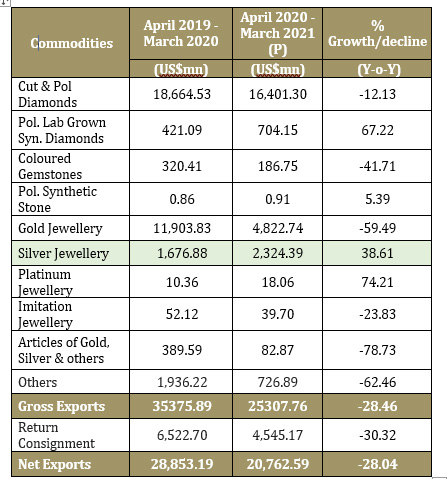 Commodities April 2019 - March 2020 April 2020 - March 2021 (P) % Growth/decline
(US$mn) (US$mn) (Y-o-Y)
Cut & Pol Diamonds 18,664.53 16,401.30 -12.13
Pol. Lab Grown Syn. Diamonds 421.09 704.15 67.22
Coloured Gemstones 320.41 186.75 -41.71
Pol. Synthetic Stone 0.86 0.91 5.39
Gold Jewellery 11,903.83 4,822.74 -59.49
Silver Jewellery 1,676.88 2,324.39 38.61
Platinum Jewellery 10.36 18.06 74.21
Imitation Jewellery 52.12 39.70 -23.83
Articles of Gold, Silver & others 389.59 82.87 -78.73
Others 1,936.22 726.89 -62.46
Gross Exports 35375.89 25307.76 -28.46
Return Consignment 6,522.70 4,545.17 -30.32
Net Exports 28,853.19 20,762.59 -28.04